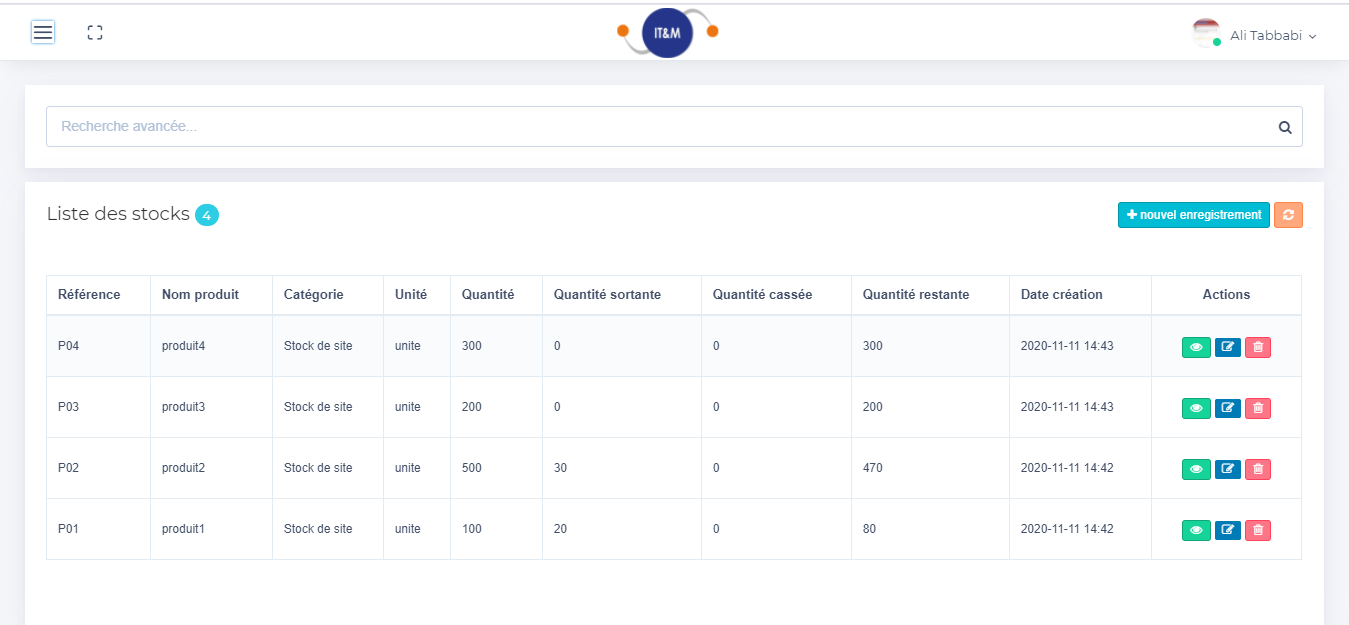 IT&M
Ali Tabbabi
Recherche avancée...
Liste des stocks 4
nouvel enregistrement
Référence Nom produit Catégorie Unité Quantité Quantité sortante Quantité cassée Quantité restante Date création Actions
P04 produit4 Stock de site unite 300 0 0 300 2020-11-11 14:43
P03 produit3 Stock de site unite 200 0 0 200 2020-11-11 14:43
P02 produit2 Stock de site unite 500 30 0 470 2020-11-11 14:42
P01 produit1 Stock de site unite 100 20 0 80 2020-11-11 14:42